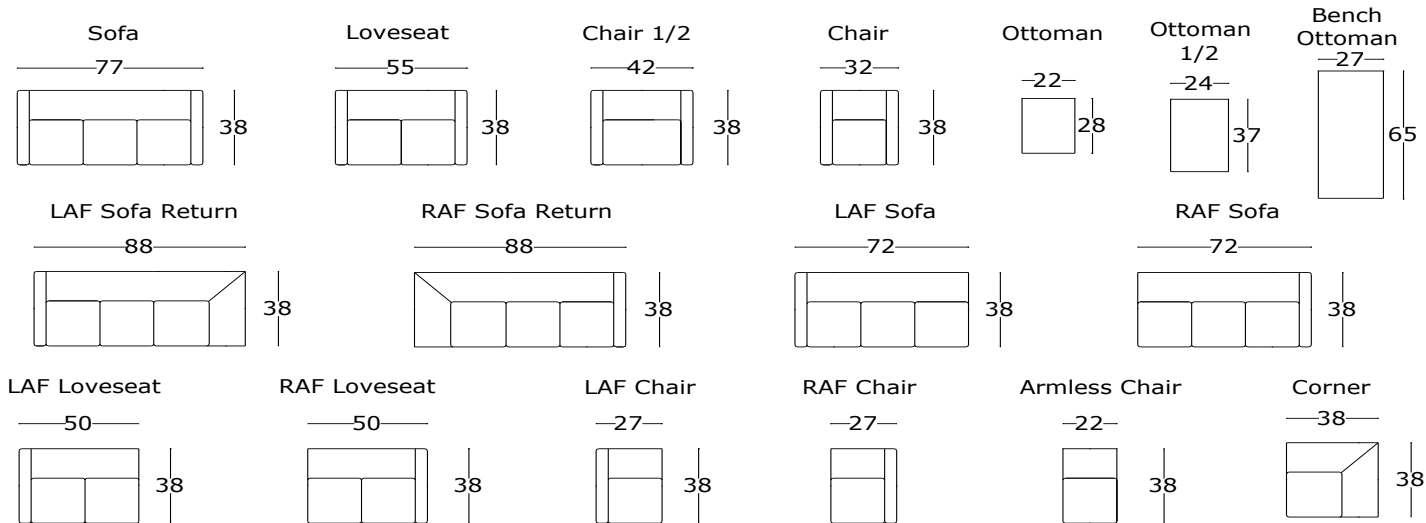 Sofa
77
38
Loveseat
55
38
Chair 1/2
42
38
Chair
32
38
Ottoman
22
28
Ottoman
1/2
24
37
Bench
Ottoman
27
65
LAF Sofa Return
88
38
RAF Sofa Return
88
38
LAF Sofa
72
38
RAF Sofa
72
38
LAF Loveseat
50
38
RAF Loveseat
50
38
LAF Chair
27
38
RAF Chair
27
38
Armless Chair
22
38
Corner
38
38